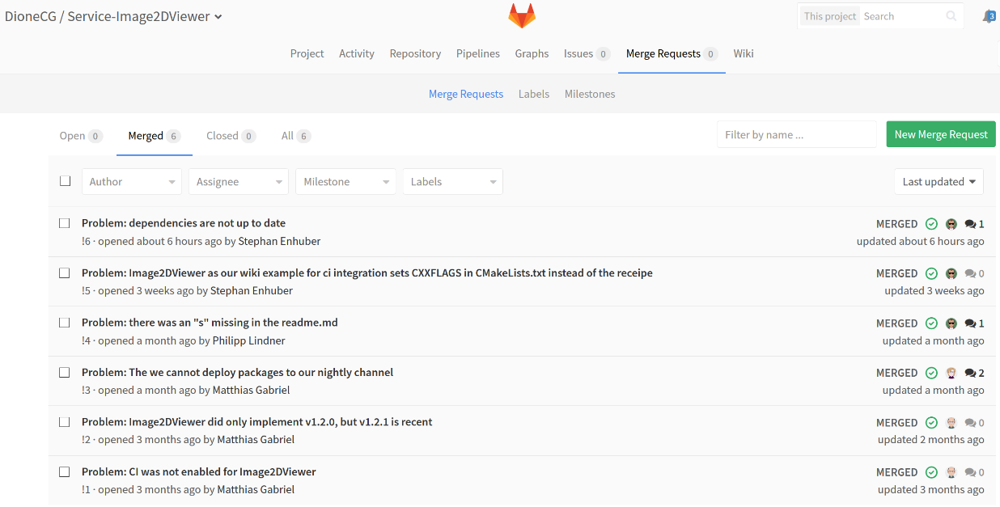 DioneCG / Service-Image2DViewer
This project Search
3
Project Activity Repository Pipelines Graphs Issues 0 Merge Requests 0 Wiki
Merge Requests Labels Milestones
Open 0 Merged 6 Closed 0 All 6 Filter by name ... New Merge Request
Author Assignee Milestone Labels Last updated
Problem: dependencies are not up to date MERGED 1
!6 · opened about 6 hours ago by Stephan Enhuber updated about 6 hours ago
Problem: Image2DViewer as our wiki example for ci integration sets CXXFLAGS in CMakeLists.txt instead of the receipe MERGED 0
!5 · opened 3 weeks ago by Stephan Enhuber updated 3 weeks ago
Problem: there was an "s" missing in the readme.md MERGED 1
!4 · opened a month ago by Philipp Lindner updated a month ago
Problem: The we cannot deploy packages to our nightly channel MERGED 2
!3 · opened a month ago by Matthias Gabriel updated a month ago
Problem: Image2DViewer did only implement v1.2.0, but v1.2.1 is recent MERGED 0
!2 · opened 3 months ago by Matthias Gabriel updated 2 months ago
Problem: CI was not enabled for Image2DViewer MERGED 0
!1 · opened 3 months ago by Matthias Gabriel updated 3 months ago